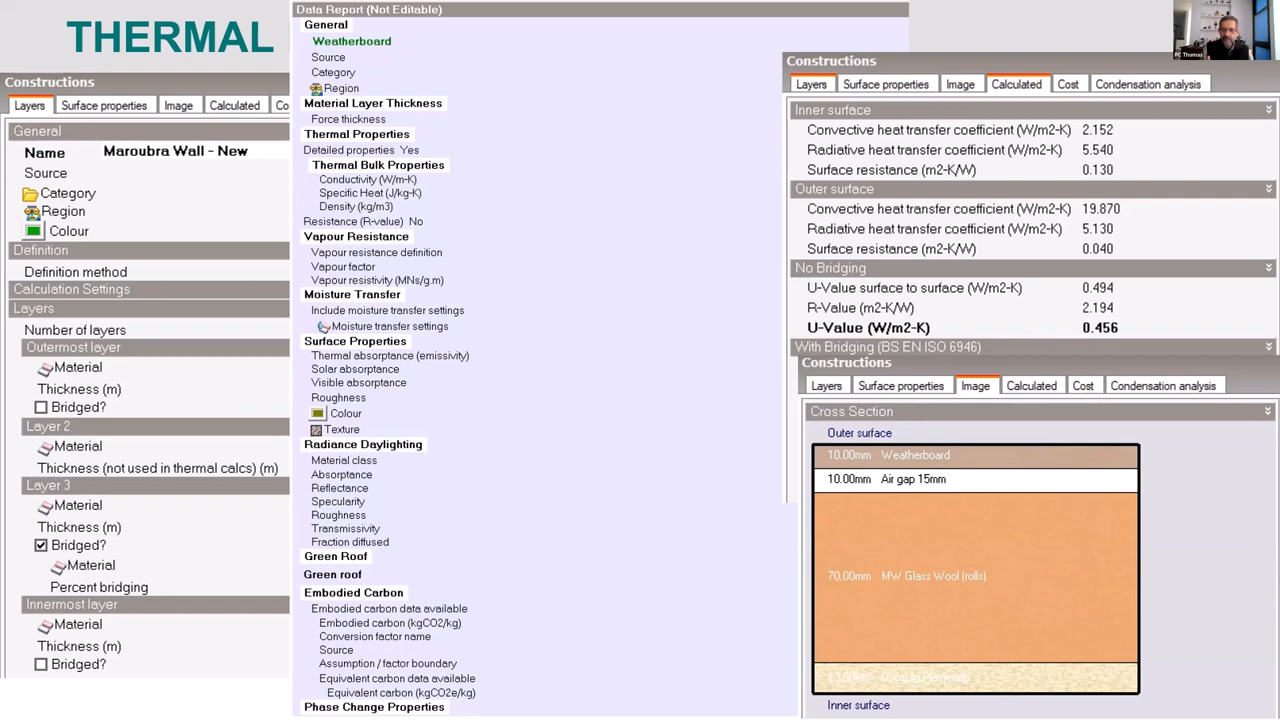 THERMAL
Constructions
Layers Surface properties Image Calculated Co
General
Name Maroubra Wall - New
Source
Category
Region
Colour
Definition
Definition method
Calculation Settings
Layers
Number of layers
Outermost layer
Material
Thickness (m)
Bridged?
Layer 2
Material
Thickness (not used in thermal calcs) (m)
Layer 3
Material
Thickness (m)
Bridged?
Material
Percent bridging
Innermost layer
Material
Thickness (m)
Bridged?
Data Report (Not Editable)
General
Weatherboard
Source
Category
Region
Material Layer Thickness
Force thickness
Thermal Properties
Detailed properties Yes
Thermal Bulk Properties
Conductivity (W/m-K)
Specific Heat (J/kg-K)
Density (kg/m3)
Resistance (R-value) No
Vapour Resistance
Vapour resistance definition
Vapour factor
Vapour resistivity (MNs/g.m)
Moisture Transfer
Include moisture transfer settings
Moisture transfer settings
Surface Properties
Thermal absorptance (emissivity)
Solar absorptance
Visible absorptance
Roughness
Colour
Texture
Radiance Daylighting
Material class
Absorptance
Reflectance
Specularity
Roughness
Transmissivity
Fraction diffused
Green Roof
Green roof
Embodied Carbon
Embodied carbon data available
Embodied carbon (kgCO2/kg)
Conversion factor name
Source
Assumption / factor boundary
Equivalent carbon data available
Equivalent carbon (kgCO2e/kg)
Phase Change Properties
PC Thomas
Constructions
Layers Surface properties Image Calculated Cost Condensation analysis
Inner surface
Convective heat transfer coefficient (W/m2-K) 2.152
Radiative heat transfer coefficient (W/m2-K) 5.540
Surface resistance (m2-K/W) 0.130
Outer surface
Convective heat transfer coefficient (W/m2-K) 19.870
Radiative heat transfer coefficient (W/m2-K) 5.130
Surface resistance (m2-K/W) 0.040
No Bridging
U-Value surface to surface (W/m2-K) 0.494
R-Value (m2-K/W) 2.194
U-Value (W/m2-K) 0.456
With Bridging (BS EN ISO 6946)
Constructions
Layers Surface properties Image Calculated Cost Condensation analysis
Cross Section
Outer surface
10.00mm Weatherboard
10.00mm Air gap 15mm
70.00mm MW Glass Wool (rolls)
Inner surface